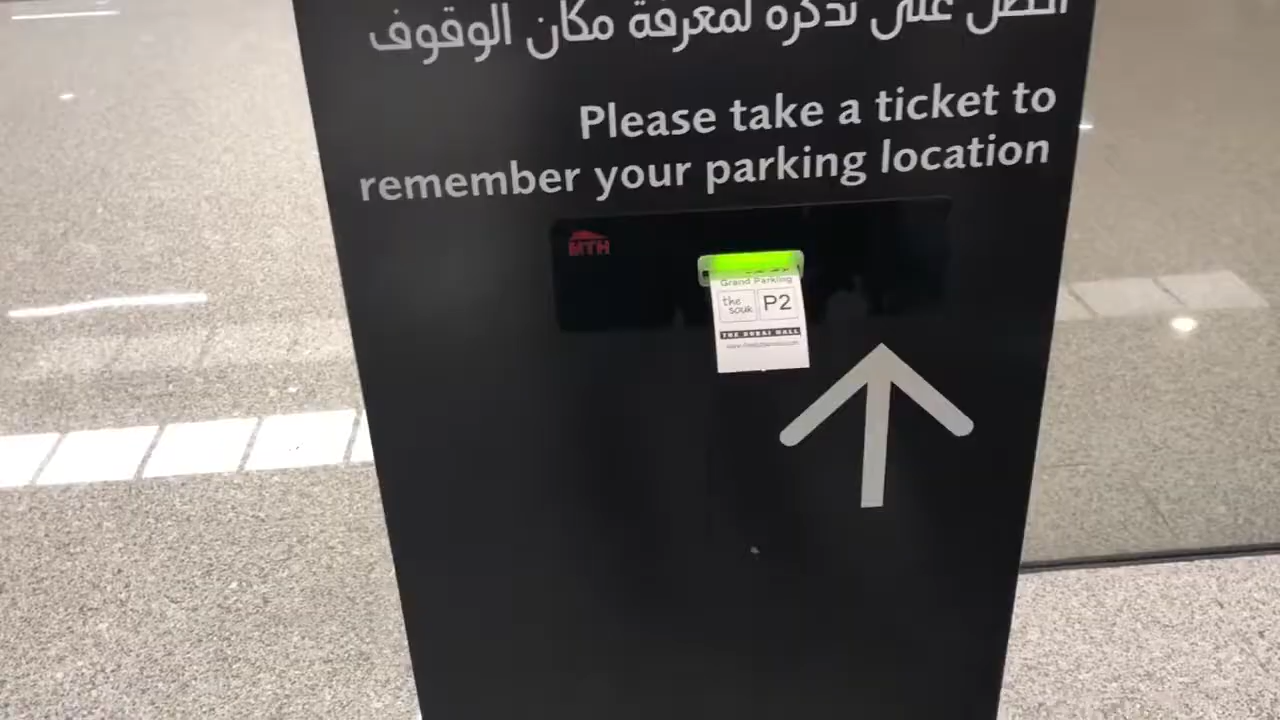 احصل على تذكرة لمعرفة مكان الوقوف
Please take a ticket to
remember your parking location
MTH
Grand Parking
the
souk
P2
THE DUBAI MALL